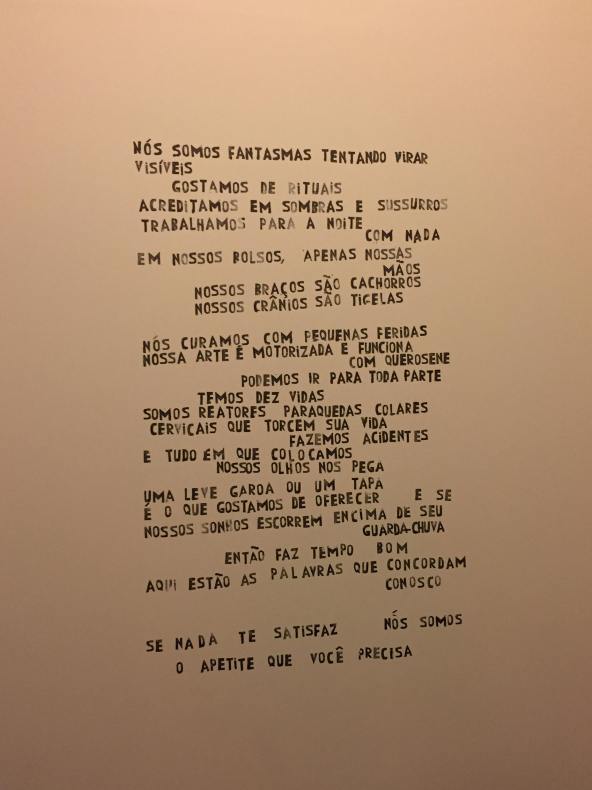 NÓS SOMOS FANTASMAS TENTANDO VIRAR
VISÍVEIS
GOSTAMOS DE RITUAIS
ACREDITAMOS EM SOMBRAS E SUSSURROS
TRABALHAMOS PARA A NOITE
COM NADA
EM NOSSOS BOLSOS, APENAS NOSSAS
MÃOS
NOSSOS BRAÇOS SÃO CACHORROS
NOSSOS CRÂNIOS SÃO TIGELAS
NÓS CURAMOS COM PEQUENAS FERIDAS
NOSSA ARTE É MOTORIZADA E FUNCIONA
COM QUEROSENE
PODEMOS IR PARA TODA PARTE
TEMOS DEZ VIDAS
SOMOS REATORES PARAQUEDAS COLARES
CERVICAIS QUE TORCEM SUA VIDA
FAZEMOS ACIDENTES
E TUDO EM QUE COLOCAMOS
NOSSOS OLHOS NOS PEGA
UMA LEVE GAROA OU UM TAPA
É O QUE GOSTAMOS DE OFERECER E SE
NOSSOS SONHOS ESCORREM ENCIMA DE SEU
GUARDA-CHUVA
ENTÃO FAZ TEMPO BOM
AQUI ESTÃO AS PALAVRAS QUE CONCORDAM
CONOSCO
SE NADA TE SATISFAZ NÓS SOMOS
O APETITE QUE VOCÊ PRECISA